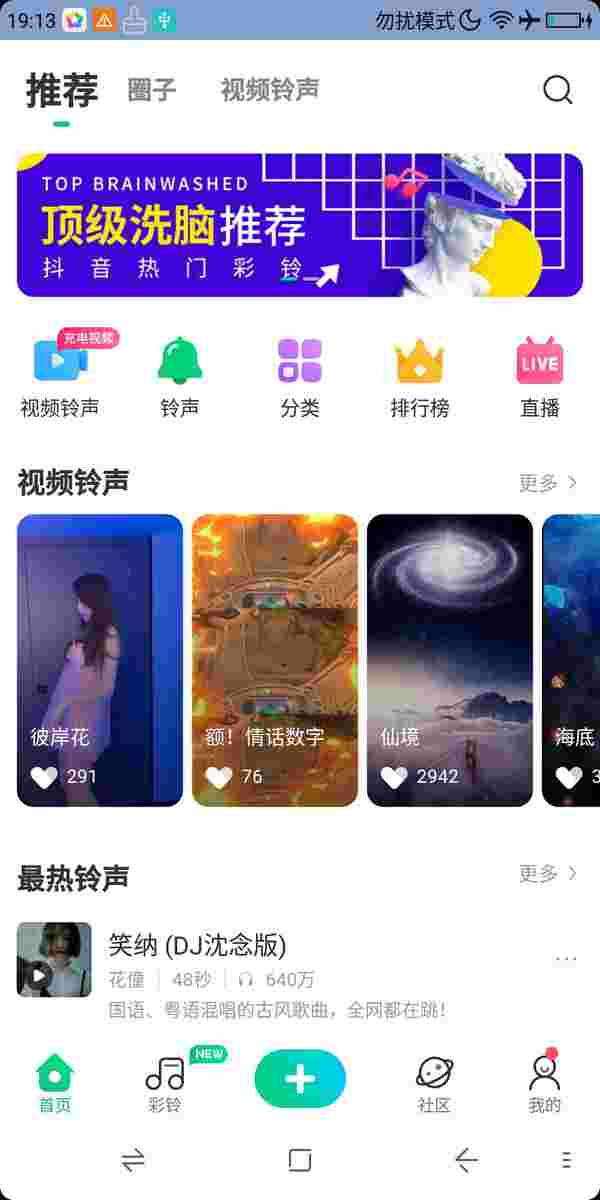 19:13 勿扰模式
推荐 圈子 视频铃声
TOP BRAINWASHED
顶级洗脑推荐
抖音热门彩铃
充电视频
LIVE
视频铃声 铃声 分类 排行榜 直播
视频铃声 更多
彼岸花 额！情话数字 仙境 海底
291 76 2942 3
最热铃声 更多
笑纳 (DJ沈念版)
花僮 48秒 640万
国语、粤语混唱的古风歌曲，全网都在跳！
NEW
首页 彩铃 社区 我的